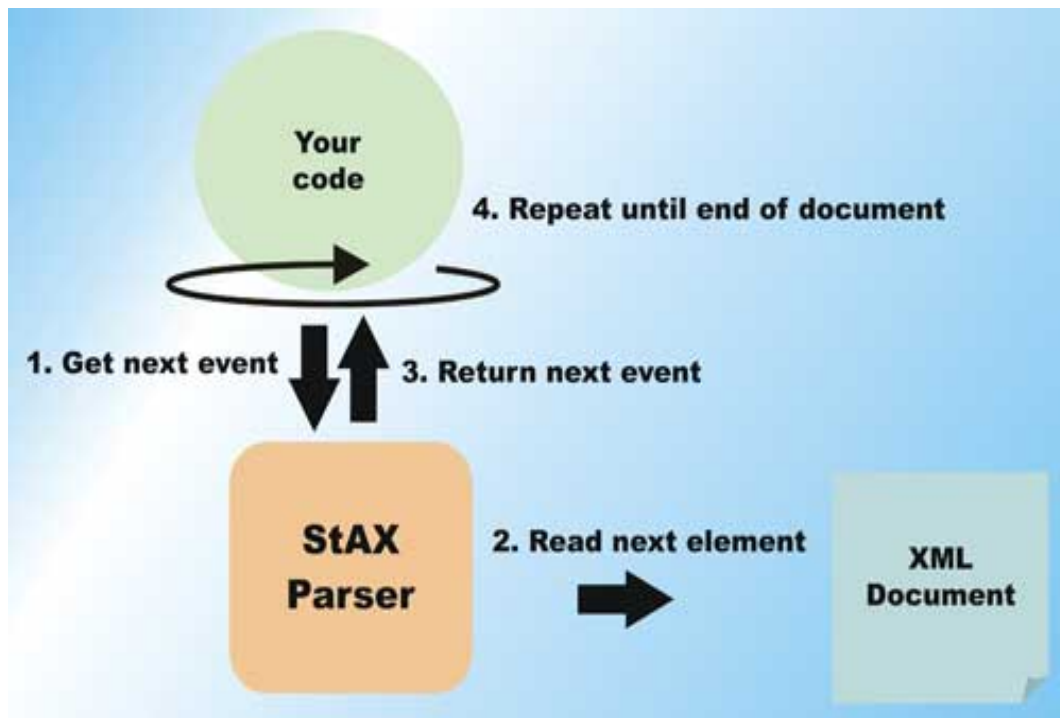 Your
code
4. Repeat until end of document
1. Get next event
3. Return next event
StAX
Parser
2. Read next element
XML
Document